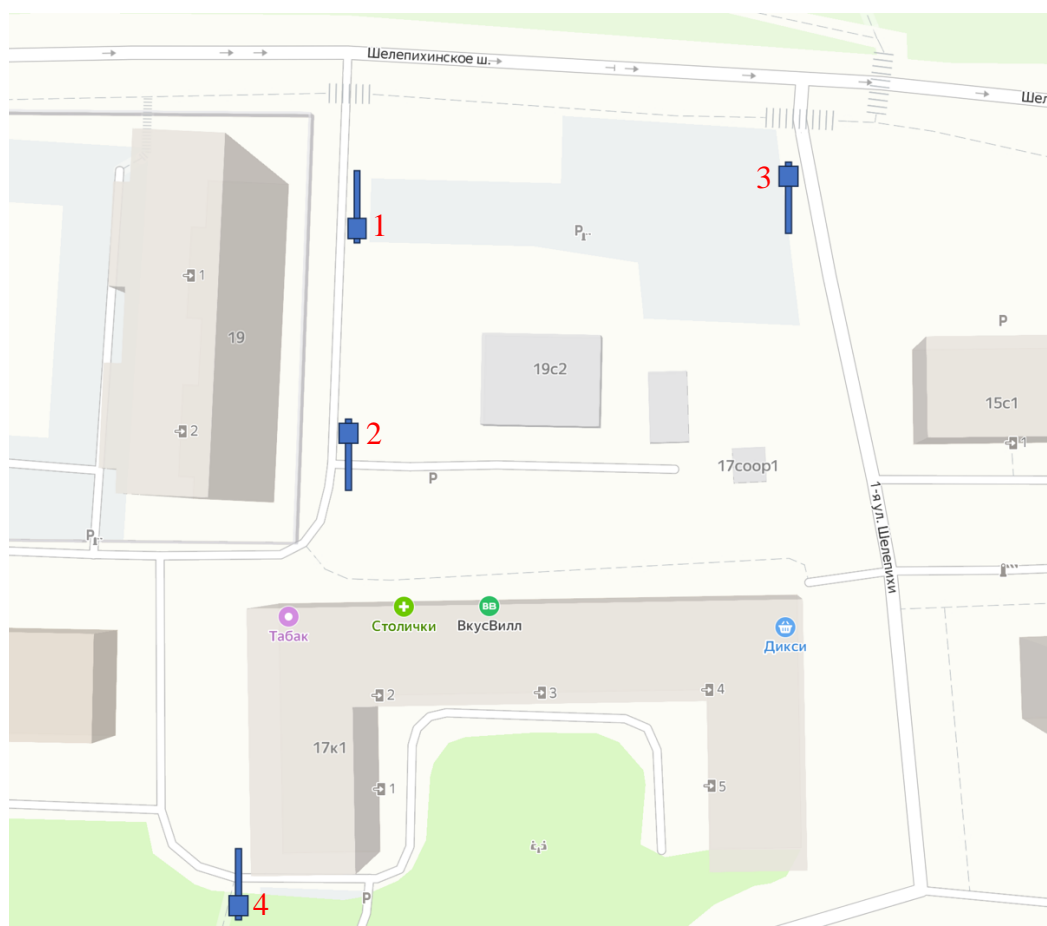 Шелепихинское ш.
Шел
3
1
P
1
19
P
19с2
15с1
2
2
1
17соор1
P
1-я ул. Шелепихи
P
ВВ
Табак
Столички
ВкусВилл
Дикси
2
3
4
17к1
1
5
P
4